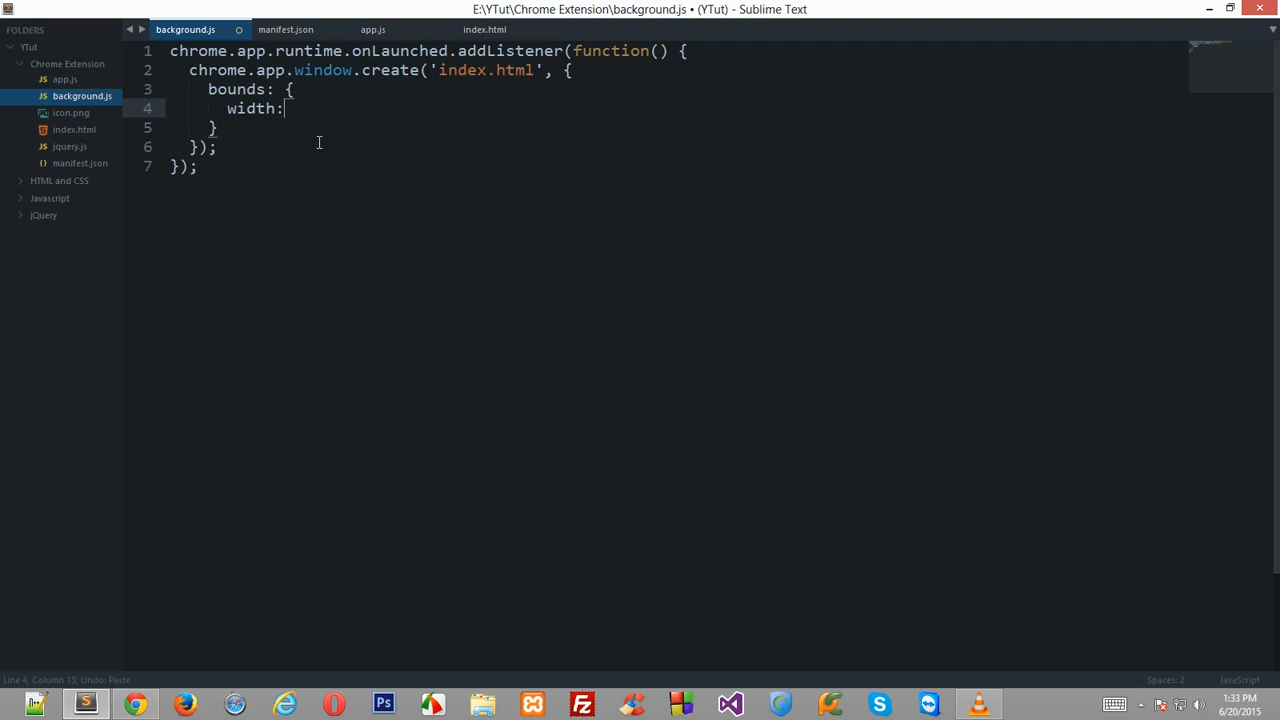 E:\YTut\Chrome Extension\background.js • (YTut) - Sublime Text
FOLDERS
YTut
Chrome Extension
app.js
background.js
icon.png
index.html
jquery.js
manifest.json
HTML and CSS
Javascript
jQuery
background.js
manifest.json
app.js
index.html
1 chrome.app.runtime.onLaunched.addListener(function() {
2 chrome.app.window.create('index.html', {
3 bounds: {
4 width:
5 }
6 });
7 });
Line 4, Column 13; Undo: Paste
Spaces: 2
JavaScript
1:33 PM
6/20/2015